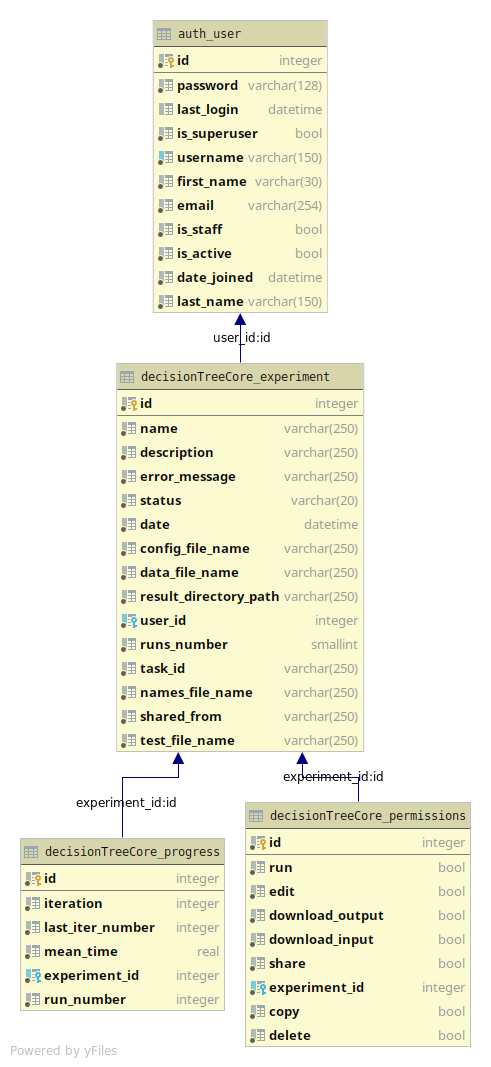 auth_user
id integer
password varchar(128)
last_login datetime
is_superuser bool
username varchar(150)
first_name varchar(30)
email varchar(254)
is_staff bool
is_active bool
date_joined datetime
last_name varchar(150)
user_id:id
decisionTreeCore_experiment
id integer
name varchar(250)
description varchar(250)
error_message varchar(250)
status varchar(20)
date datetime
config_file_name varchar(250)
data_file_name varchar(250)
result_directory_path varchar(250)
user_id integer
runs_number smallint
task_id varchar(250)
names_file_name varchar(250)
shared_from varchar(250)
test_file_name varchar(250)
experiment_id:id
experiment_id:id
decisionTreeCore_progress
id integer
iteration integer
last_iter_number integer
mean_time real
experiment_id integer
run_number integer
decisionTreeCore_permissions
id integer
run bool
edit bool
download_output bool
download_input bool
share bool
experiment_id integer
copy bool
delete bool
Powered by yFiles